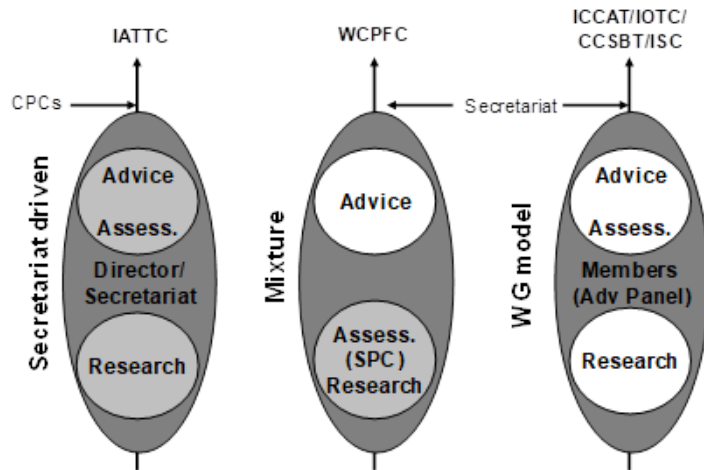 IATTC
CPCs
Secretariat driven
Advice
Assess.
Director/
Secretariat
Research
WCPFC
Mixture
Advice
Assess.
(SPC)
Research
Secretariat
ICCAT/IOTC/
CCSBT/ISC
WG model
Advice
Assess.
Members
(Adv Panel)
Research